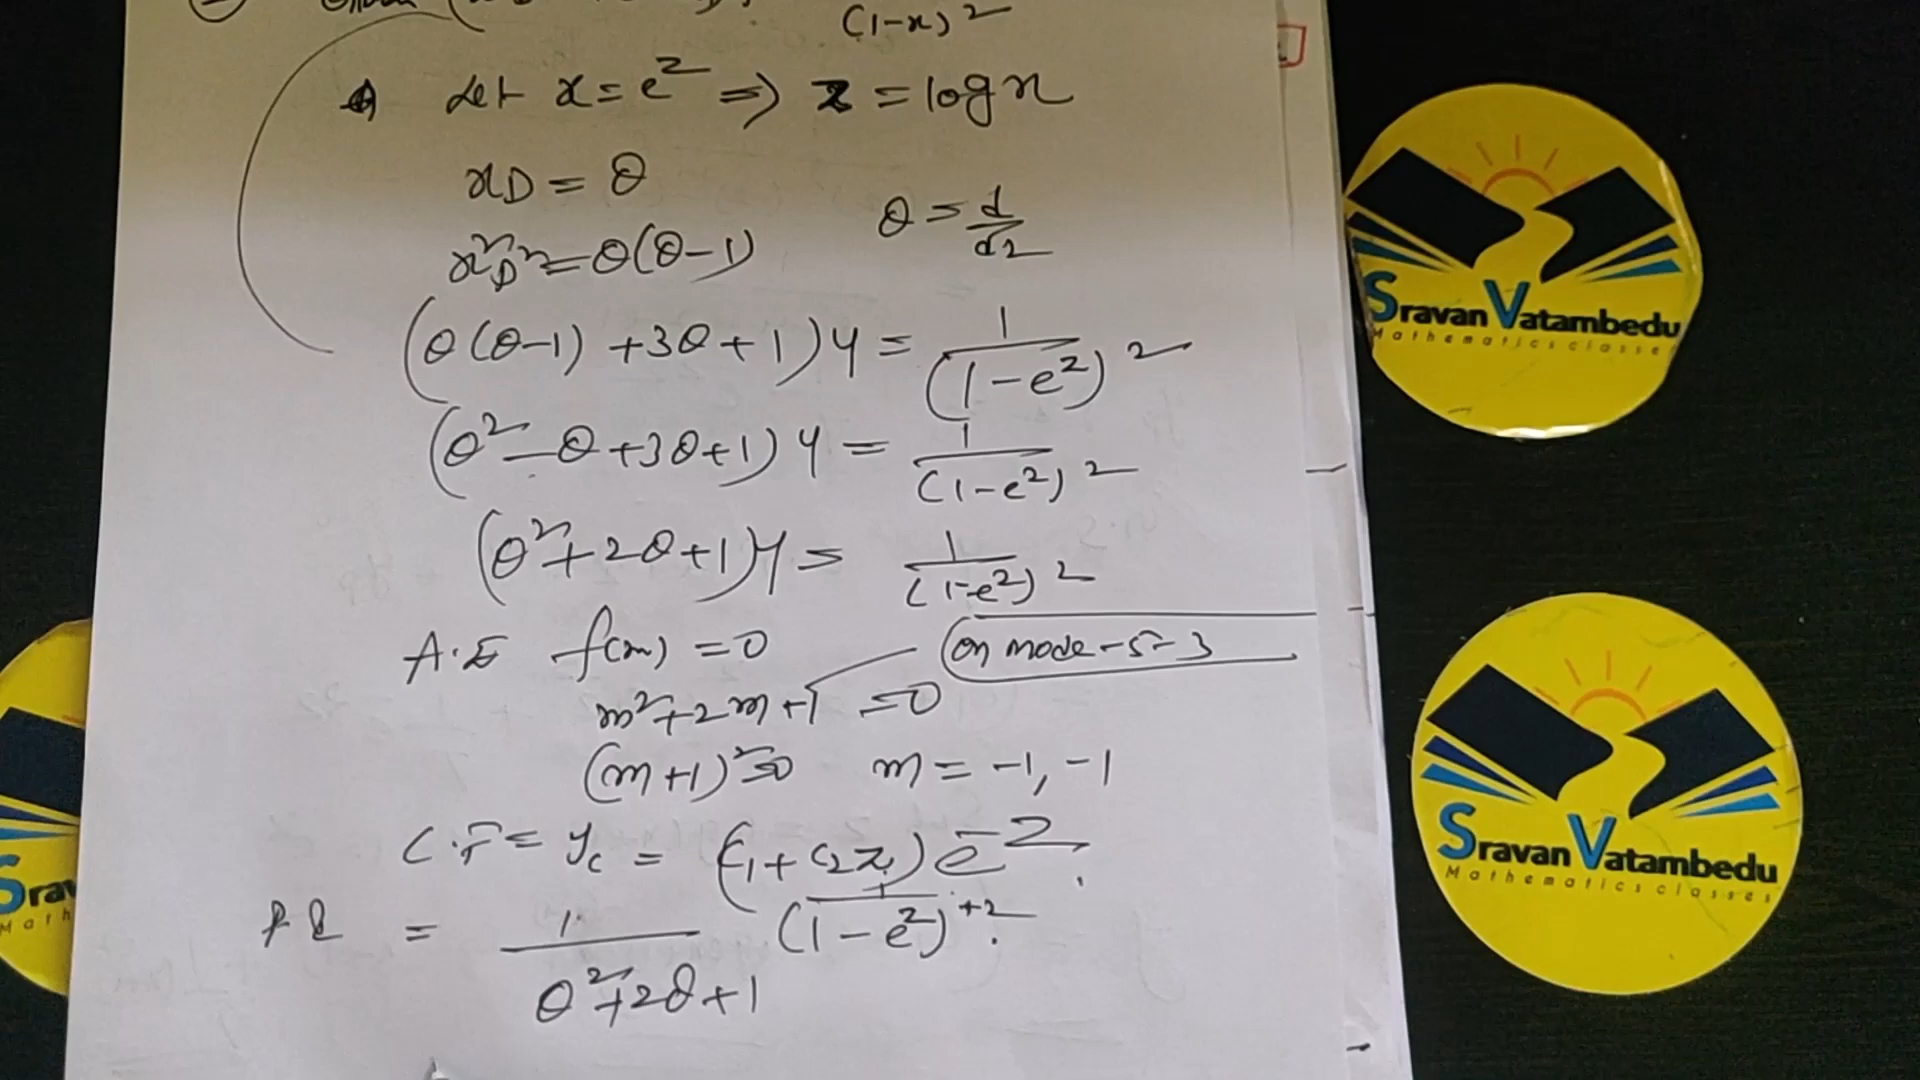 (1-x)²
Let x = e^z ⇒ z = log x
xD = θ
x²D² = θ(θ-1)
θ = d/dz
(θ(θ-1) + 3θ + 1)y = 1/(1-e^z)²
(θ² - θ + 3θ + 1)y = 1/(1-e^z)²
(θ² + 2θ + 1)y = 1/(1-e^z)²
A.E f(m) = 0
on mode-5-3
m² + 2m + 1 = 0
(m+1)² = 0 m = -1, -1
C.F = y_c = (C₁ + C₂z)e^-z
= 1/(θ² + 2θ + 1) 1/(1-e^z)^+2
Sravan Vatambedu
Mathematics classes
Sravan Vatambedu
Mathematics classes
Srav
Math